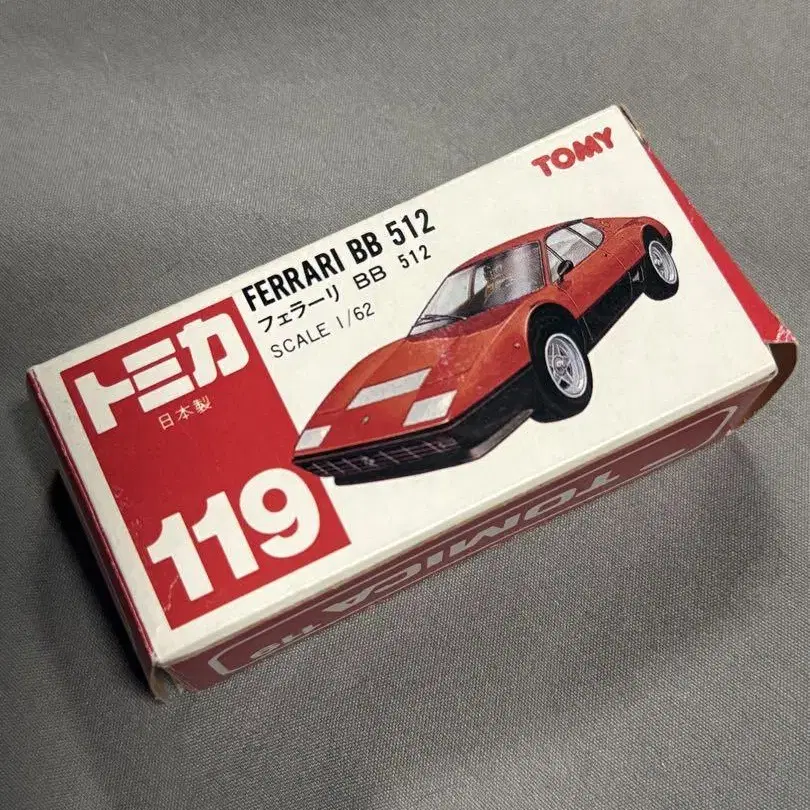 TOMY
FERRARI BB 512
フェラーリ BB 512
SCALE 1/62
トミカ
日本製
119
TOMICA 119